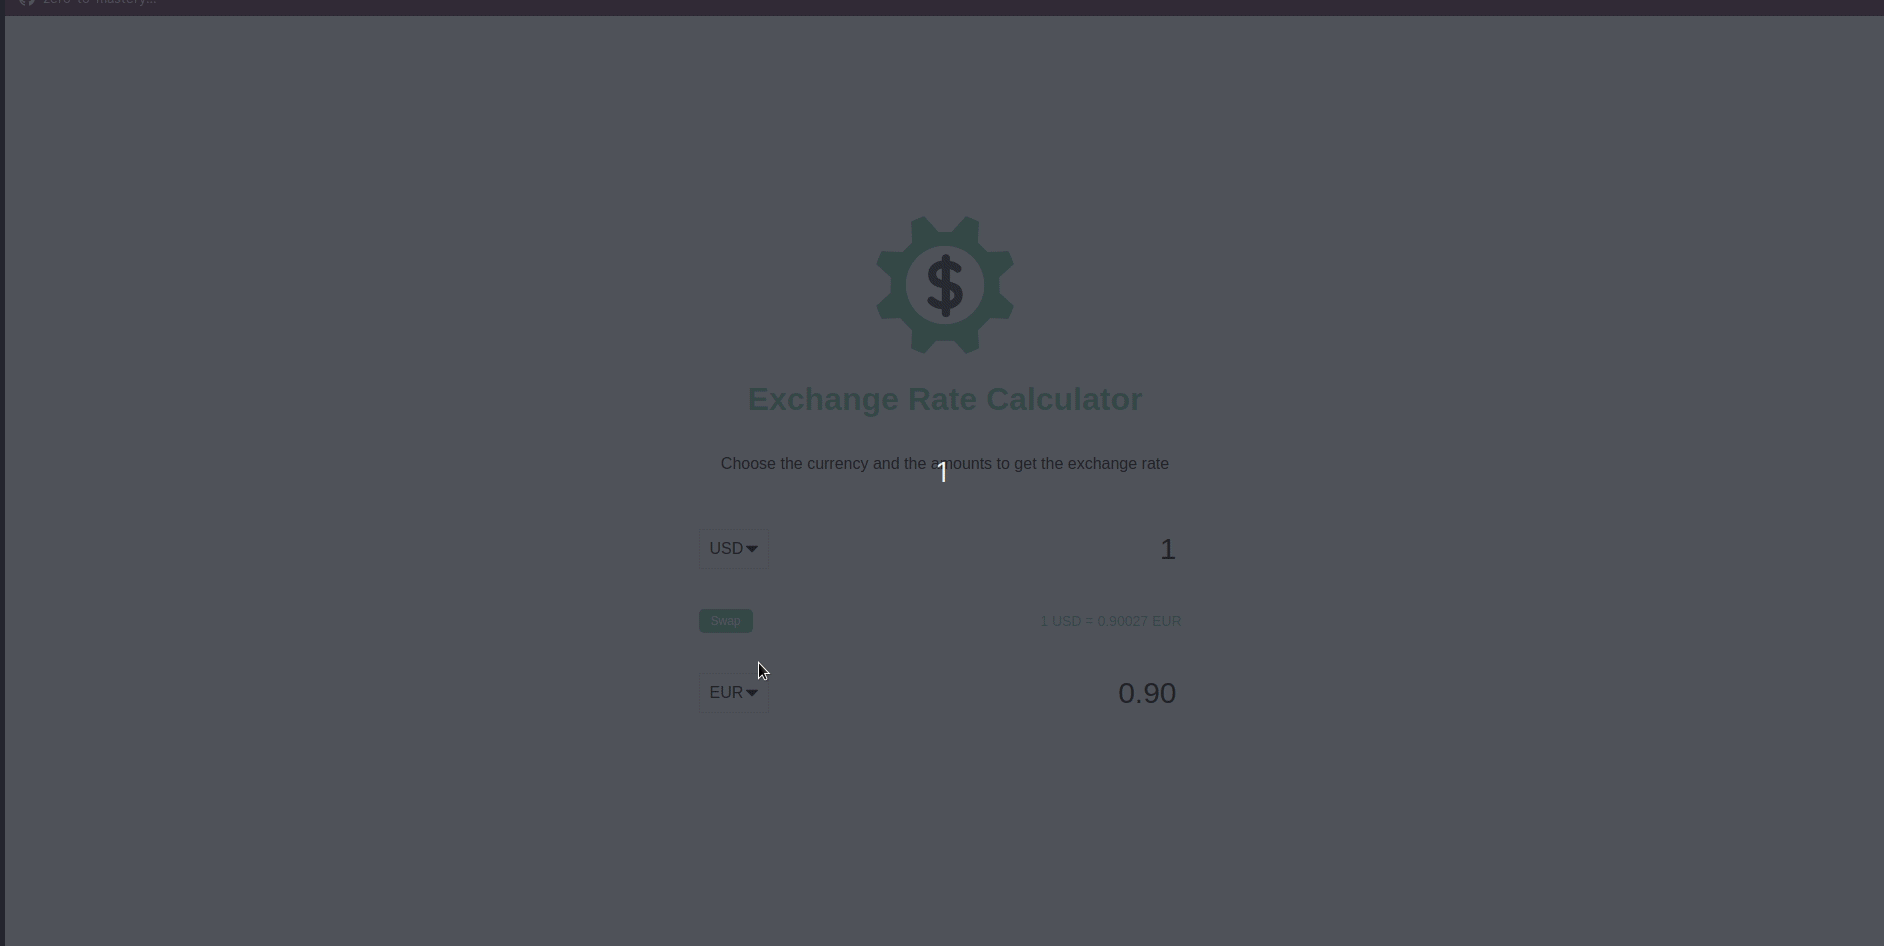 zero-to-mastery...
$
Exchange Rate Calculator
Choose the currency and the amounts to get the exchange rate
1
USD 1
Swap 1 USD = 0.90027 EUR
EUR 0.90